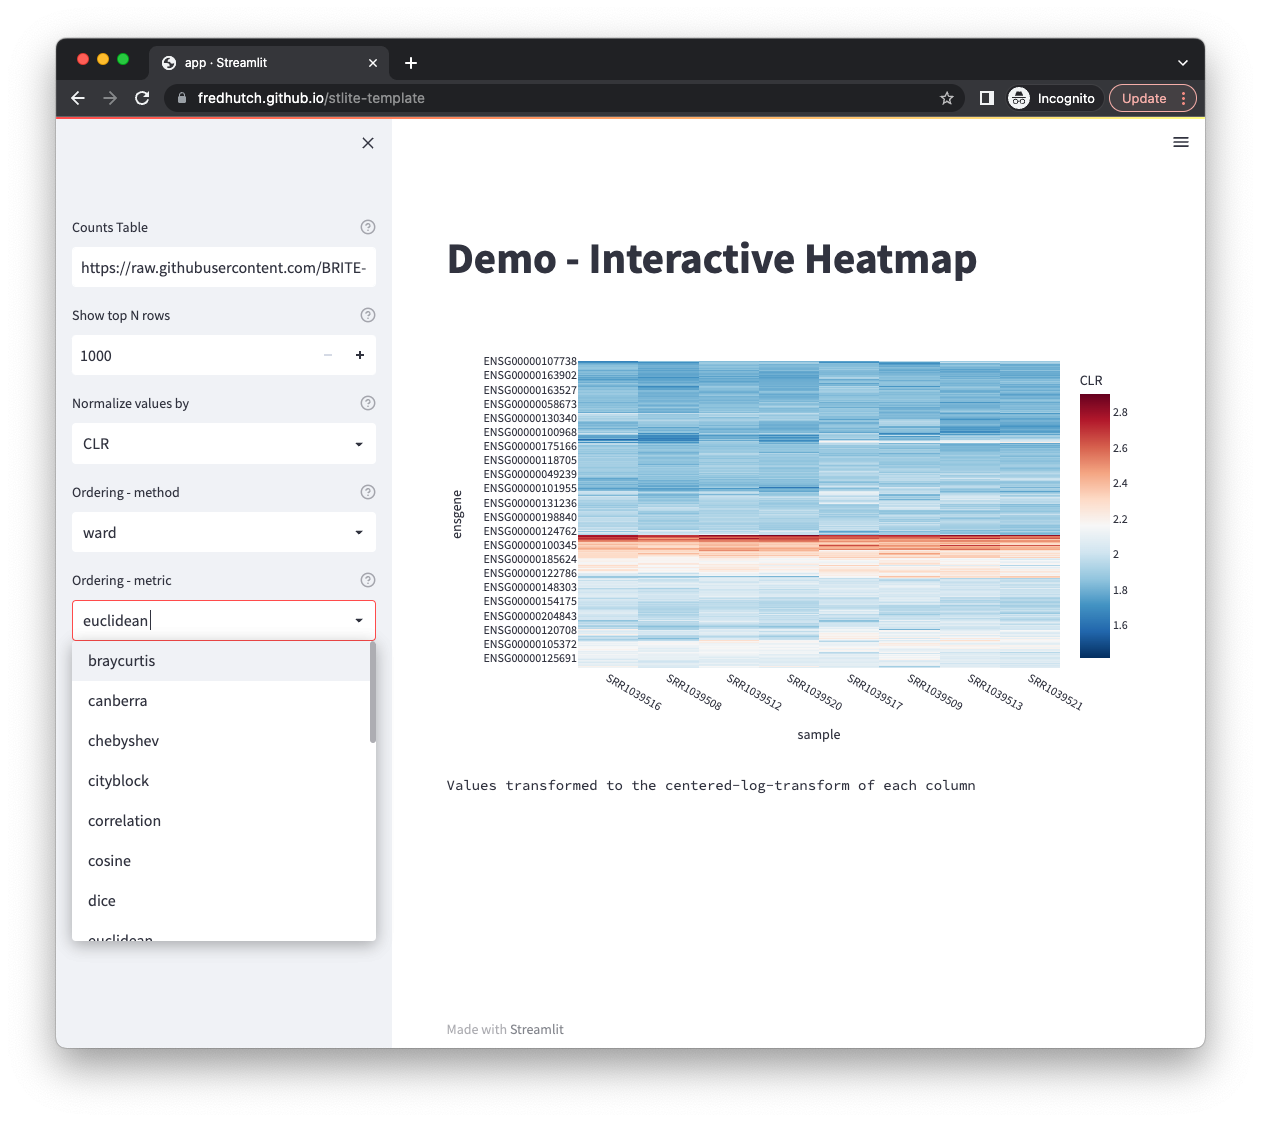 app · Streamlit
fredhutch.github.io/stlite-template
Incognito
Update
Counts Table
https://raw.githubusercontent.com/BRITE-
Show top N rows
1000
Normalize values by
CLR
Ordering - method
ward
Ordering - metric
euclidean
braycurtis
canberra
chebyshev
cityblock
correlation
cosine
dice
euclidean
Demo - Interactive Heatmap
ensgene
ENSG00000107738
ENSG00000163902
ENSG00000163527
ENSG00000058673
ENSG00000130340
ENSG00000100968
ENSG00000175166
ENSG00000118705
ENSG00000049239
ENSG00000101955
ENSG00000131236
ENSG00000198840
ENSG00000124762
ENSG00000100345
ENSG00000185624
ENSG00000122786
ENSG00000148303
ENSG00000154175
ENSG00000204843
ENSG00000120708
ENSG00000105372
ENSG00000125691
SRR1039516
SRR1039508
SRR1039512
SRR1039520
SRR1039517
SRR1039509
SRR1039513
SRR1039521
sample
CLR
2.8
2.6
2.4
2.2
2
1.8
1.6
Values transformed to the centered-log-transform of each column
Made with Streamlit